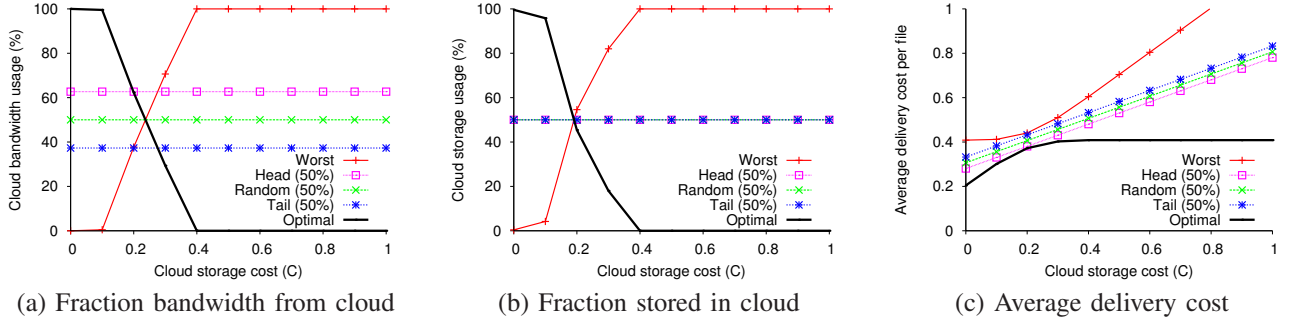 Cloud bandwidth usage (%)
100
80
60
40
20
0
Worst
Head (50%)
Random (50%)
Tail (50%)
Optimal
0 0.2 0.4 0.6 0.8 1
Cloud storage cost (C)
(a) Fraction bandwidth from cloud
Cloud storage usage (%)
100
80
60
40
20
0
Worst
Head (50%)
Random (50%)
Tail (50%)
Optimal
0 0.2 0.4 0.6 0.8 1
Cloud storage cost (C)
(b) Fraction stored in cloud
Average delivery cost per file
1
0.8
0.6
0.4
0.2
0
Worst
Head (50%)
Random (50%)
Tail (50%)
Optimal
0 0.2 0.4 0.6 0.8 1
Cloud storage cost (C)
(c) Average delivery cost